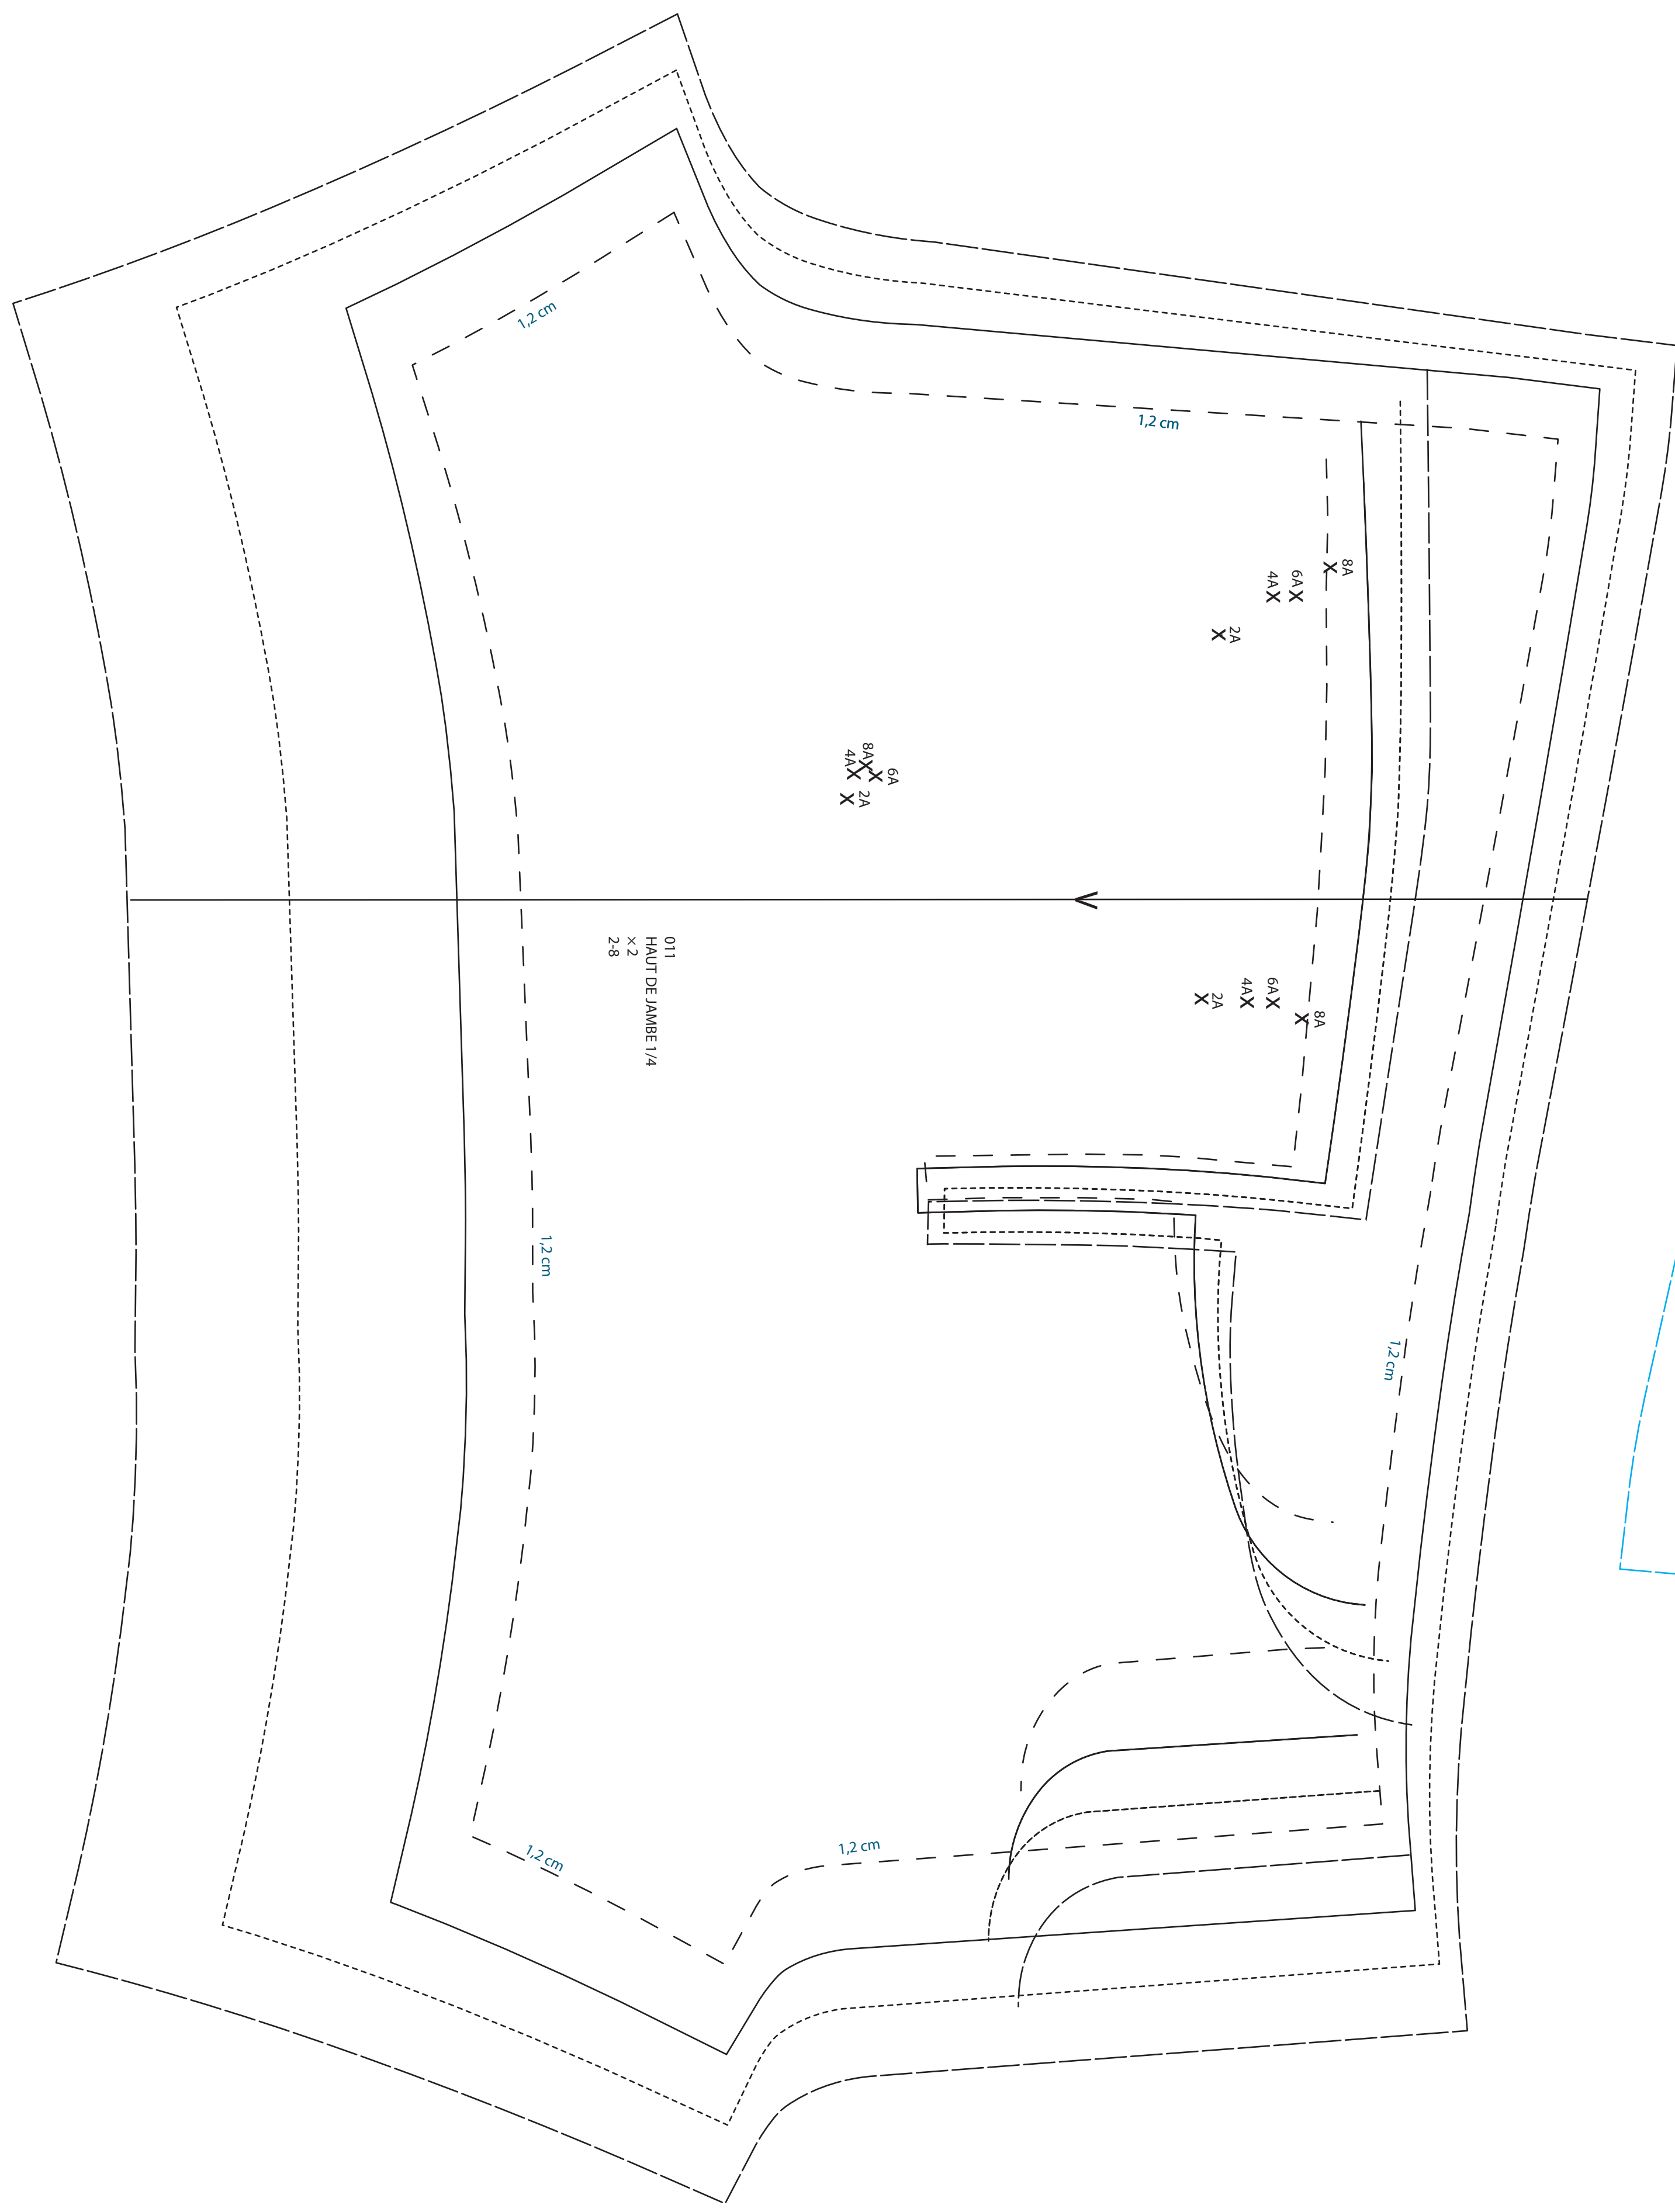 1,2 cm
1,2 cm
8A
6A X
4A X
X
X 2A
8A
4A
X
X
X
6A
X 2A
011
HAUT DE JAMBE 1/4
×2
2-8
6A X
4A X
X 2A
X 8A
1,2 cm
1,2 cm
1,2 cm
1,2 cm